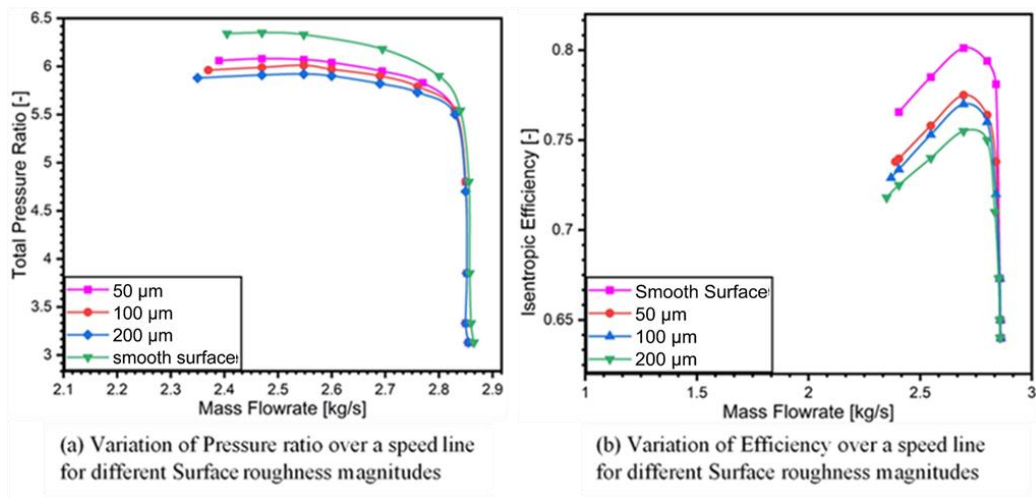 6.5
6
5.5
5
4.5
4
3.5
3
Total Pressure Ratio [-]
50 µm
100 µm
200 µm
smooth surface
2.1 2.2 2.3 2.4 2.5 2.6 2.7 2.8 2.9
Mass Flowrate [kg/s]
(a) Variation of Pressure ratio over a speed line
for different Surface roughness magnitudes
0.8
0.75
0.7
0.65
Isentropic Efficiency [-]
Smooth Surface
50 µm
100 µm
200 µm
1 1.5 2 2.5 3
Mass Flowrate [kg/s]
(b) Variation of Efficiency over a speed line
for different Surface roughness magnitudes